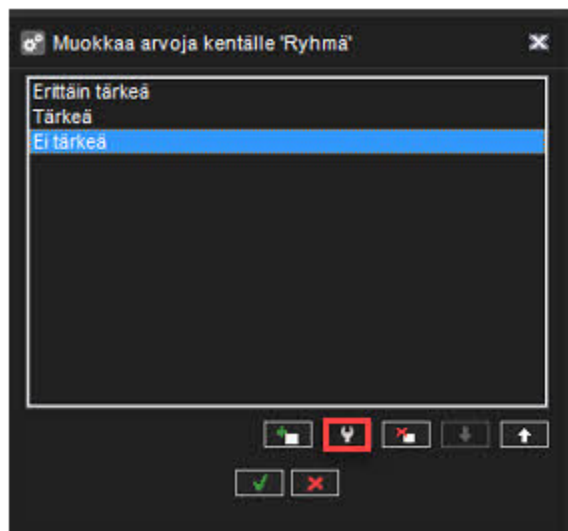 Muokkaa arvoja kentälle 'Ryhmä'
Erittäin tärkeä
Tärkeä
Ei tärkeä